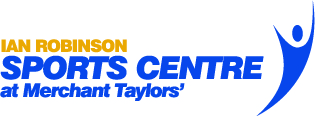 IAN ROBINSON
SPORTS CENTRE
at Merchant Taylors'